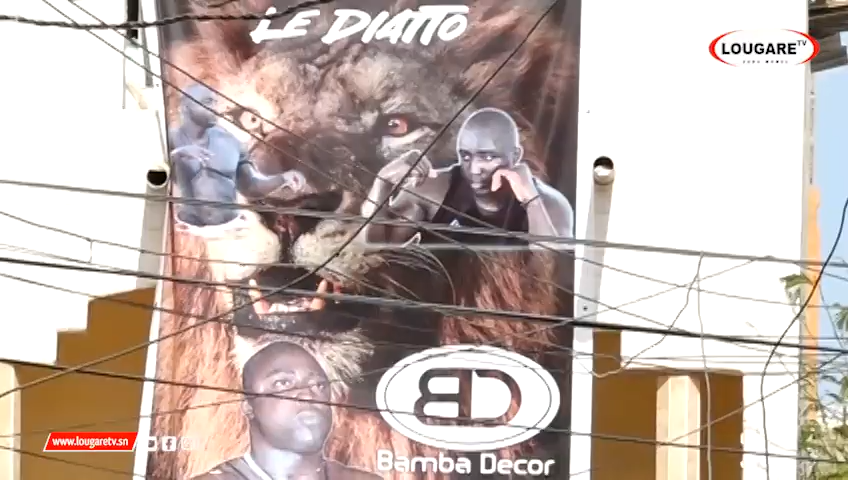 LE DIATTO
LOUGARE TV
BD
Bamba Decor
www.lougaretv.sn